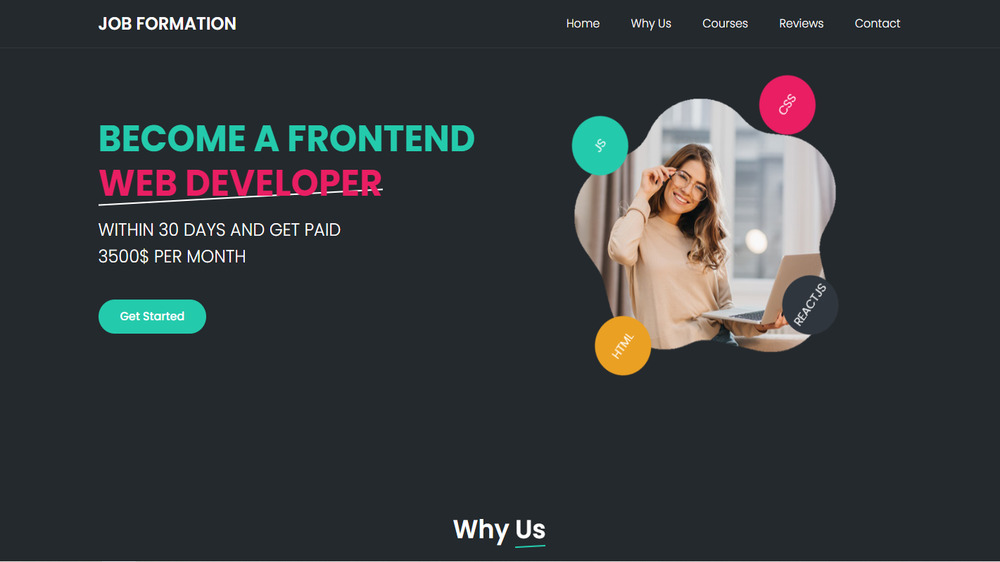 JOB FORMATION
Home
Why Us
Courses
Reviews
Contact
BECOME A FRONTEND
WEB DEVELOPER
WITHIN 30 DAYS AND GET PAID
3500$ PER MONTH
Get Started
CSS
JS
REACTJS
HTML
Why Us